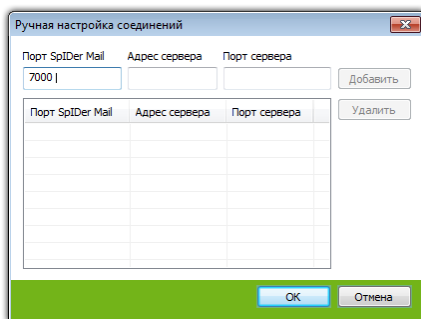 Ручная настройка соединений
Порт SpIDer Mail Адрес сервера Порт сервера
7000 Добавить
Порт SpIDer Mail Адрес сервера Порт сервера Удалить
OK Отмена